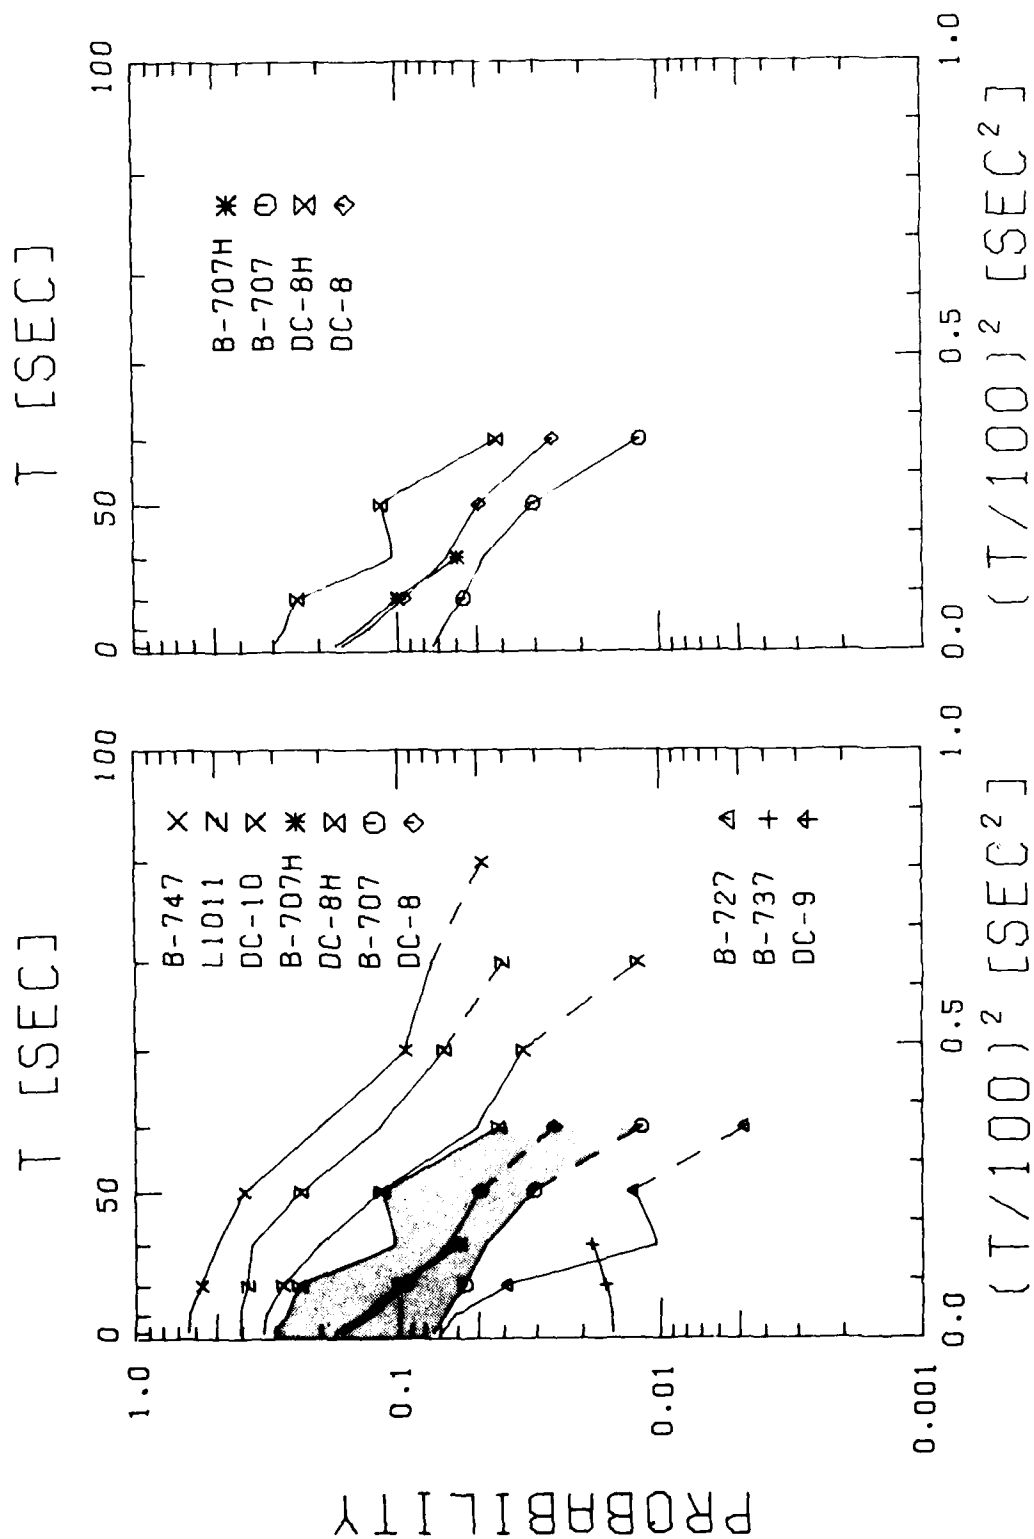 T [SEC]
0
50
100
B-747
L1011
DC-10
B-707H
DC-8H
B-707
DC-8
B-727
B-737
DC-9
PROBABILITY
1.0
0.1
0.01
0.001
0.0
0.5
1.0
(T/100)² [SEC²]
T [SEC]
0
50
100
B-707H
B-707
DC-8H
DC-8
0.0
0.5
1.0
(T/100)² [SEC²]